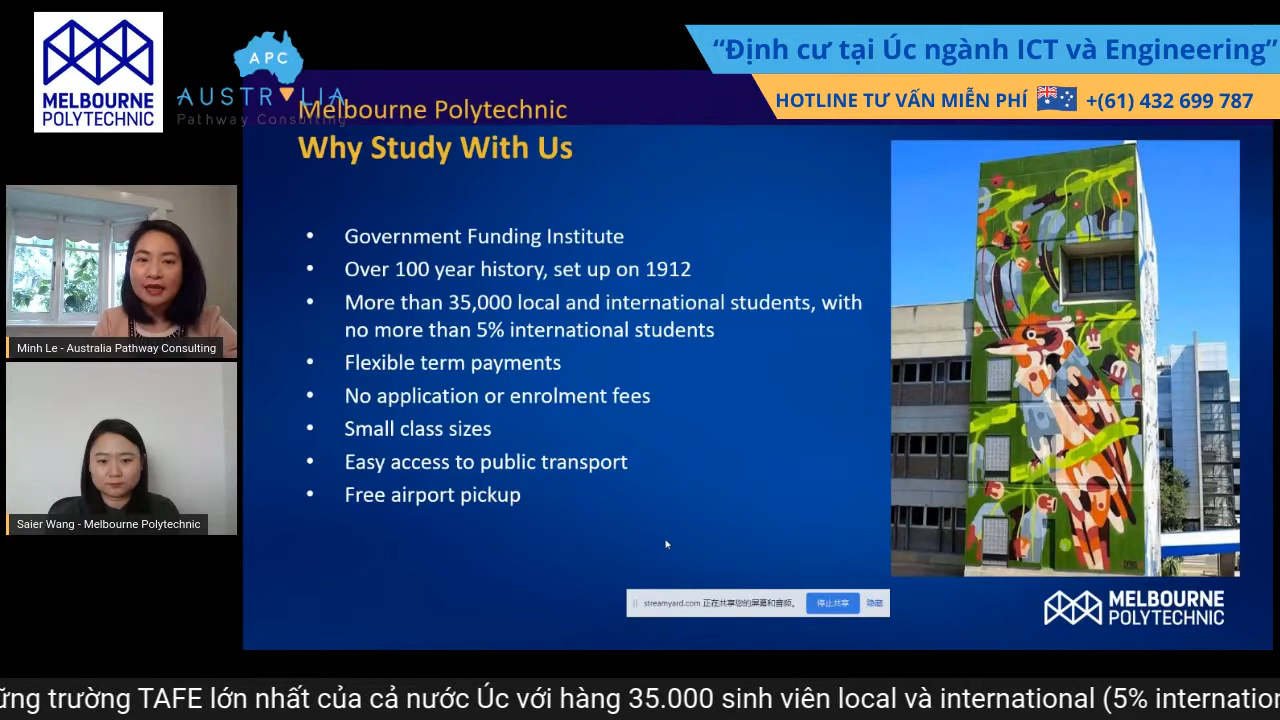 MELBOURNE
POLYTECHNIC
APC
AUSTRALIA
Pathway Consulting
“Định cư tại Úc ngành ICT và Engineering”
HOTLINE TƯ VẤN MIỄN PHÍ +(61) 432 699 787
Melbourne Polytechnic
Why Study With Us
• Government Funding Institute
• Over 100 year history, set up on 1912
• More than 35,000 local and international students, with
no more than 5% international students
• Flexible term payments
• No application or enrolment fees
• Small class sizes
• Easy access to public transport
• Free airport pickup
Minh Le - Australia Pathway Consulting
Saier Wang - Melbourne Polytechnic
streamyard.com 正在共享您的屏幕和音频。 停止共享 隐藏
MELBOURNE
POLYTECHNIC
trường TAFE lớn nhất của cả nước Úc với hàng 35.000 sinh viên local và international (5%